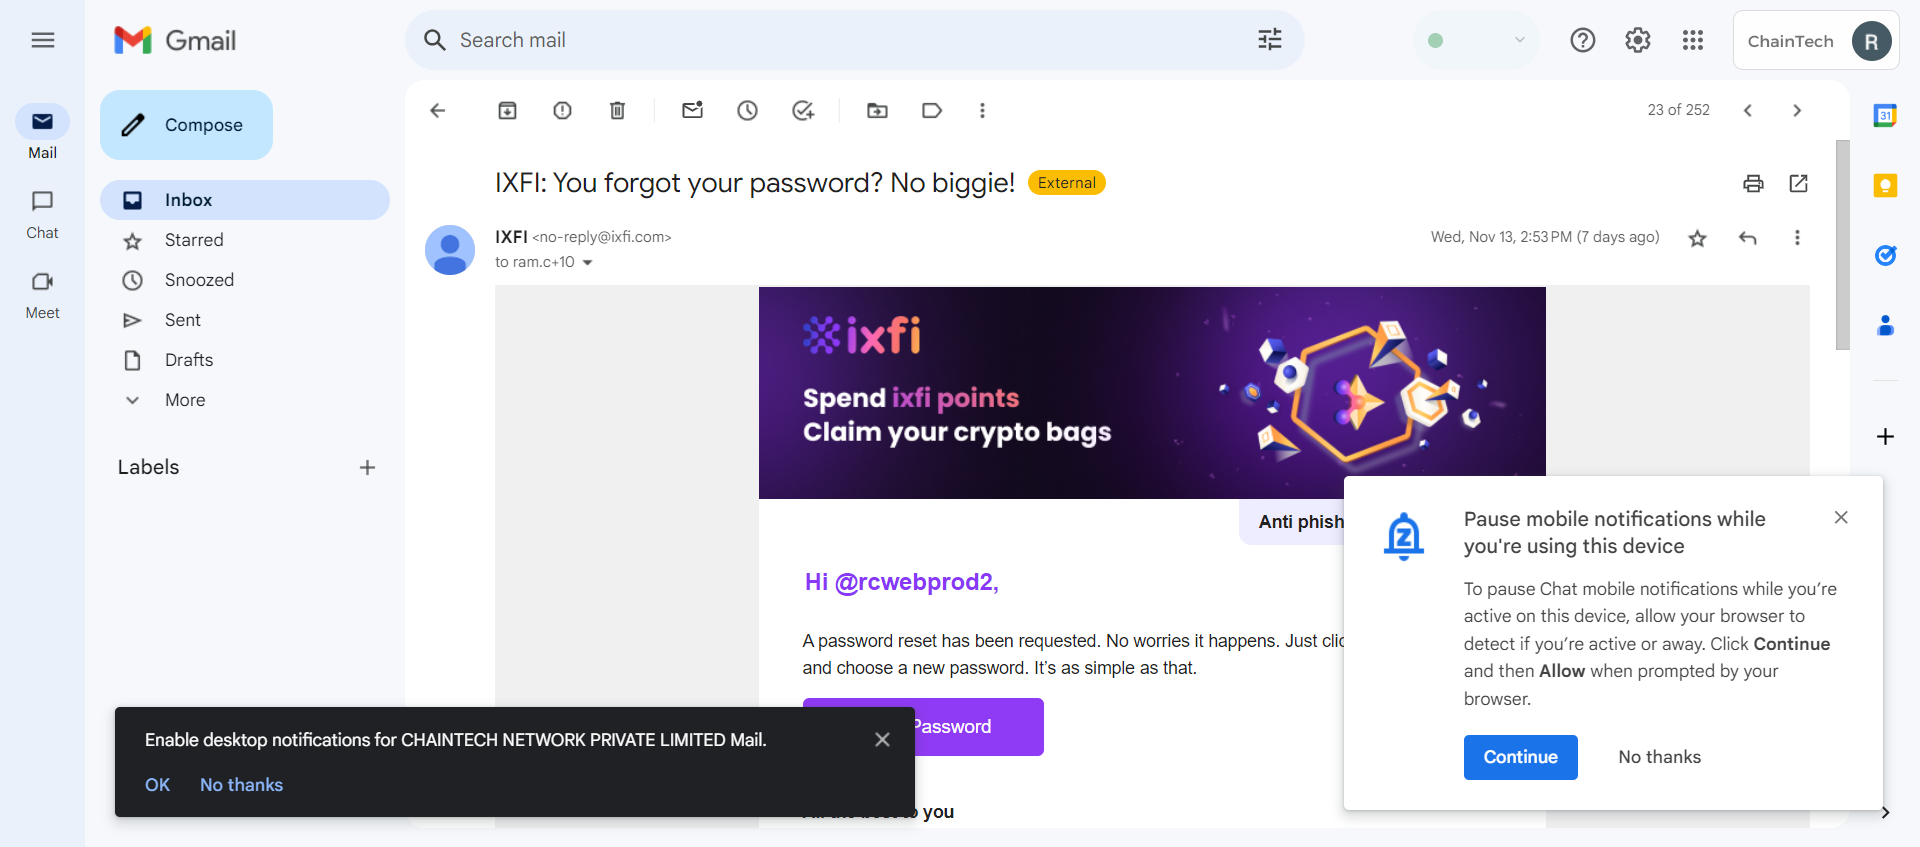 Gmail
Search mail
ChainTech
R
Compose
23 of 252
31
Mail
Inbox
IXFI: You forgot your password? No biggie!
External
Chat
Starred
IXFI <no-reply@ixfi.com>
Wed, Nov 13, 2:53 PM (7 days ago)
to ram.c+10
Snoozed
Meet
Sent
ixfi
Drafts
Spend ixfi points
More
Claim your crypto bags
Labels
Anti phish
Pause mobile notifications while
you're using this device
Hi @rcwebprod2,
To pause Chat mobile notifications while you’re
active on this device, allow your browser to
detect if you’re active or away. Click Continue
and then Allow when prompted by your
browser.
A password reset has been requested. No worries it happens. Just clic
and choose a new password. It’s as simple as that.
Password
Enable desktop notifications for CHAINTECH NETWORK PRIVATE LIMITED Mail.
Continue
No thanks
OK
No thanks
you